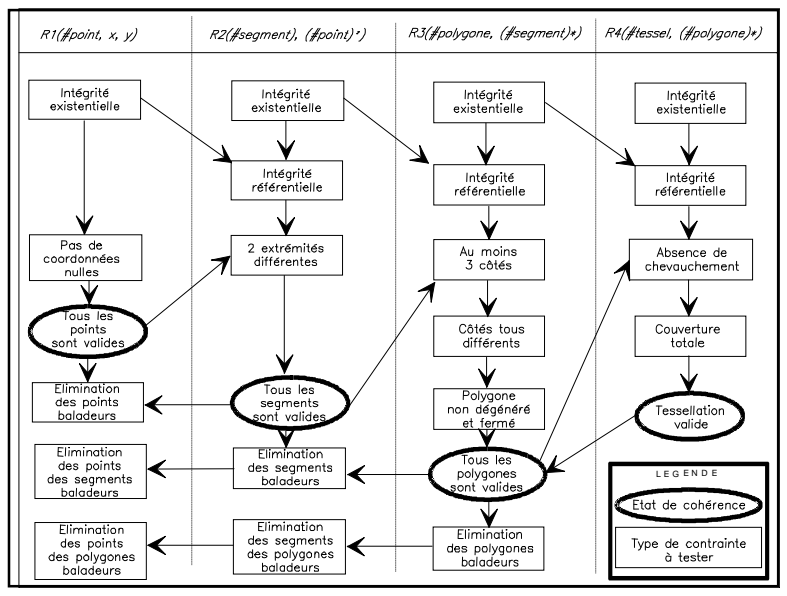 R1(#point, x, y)
R2(#segment), (#point)*
R3(#polygone, (#segment)*)
R4(#tessel, (#polygone)*)
Intégrité
existentielle
Pas de
coordonnées
nulles
Tous les
points
sont valides
Elimination
des points
baladeurs
Elimination
des points
des segments
baladeurs
Elimination
des points
des polygones
baladeurs
Intégrité
existentielle
Intégrité
référentielle
2 extrémités
différentes
Tous les
segments
sont valides
Elimination
des segments
baladeurs
Elimination
des segments
des polygones
baladeurs
Intégrité
existentielle
Intégrité
référentielle
Au moins
3 côtés
Côtés tous
différents
Polygone
non dégénéré
et fermé
Tous les
polygones
sont valides
Elimination
des polygones
baladeurs
Intégrité
existentielle
Intégrité
référentielle
Absence de
chevauchement
Couverture
totale
Tessellation
valide
LEGENDE
Etat de cohérence
Type de contrainte
à tester